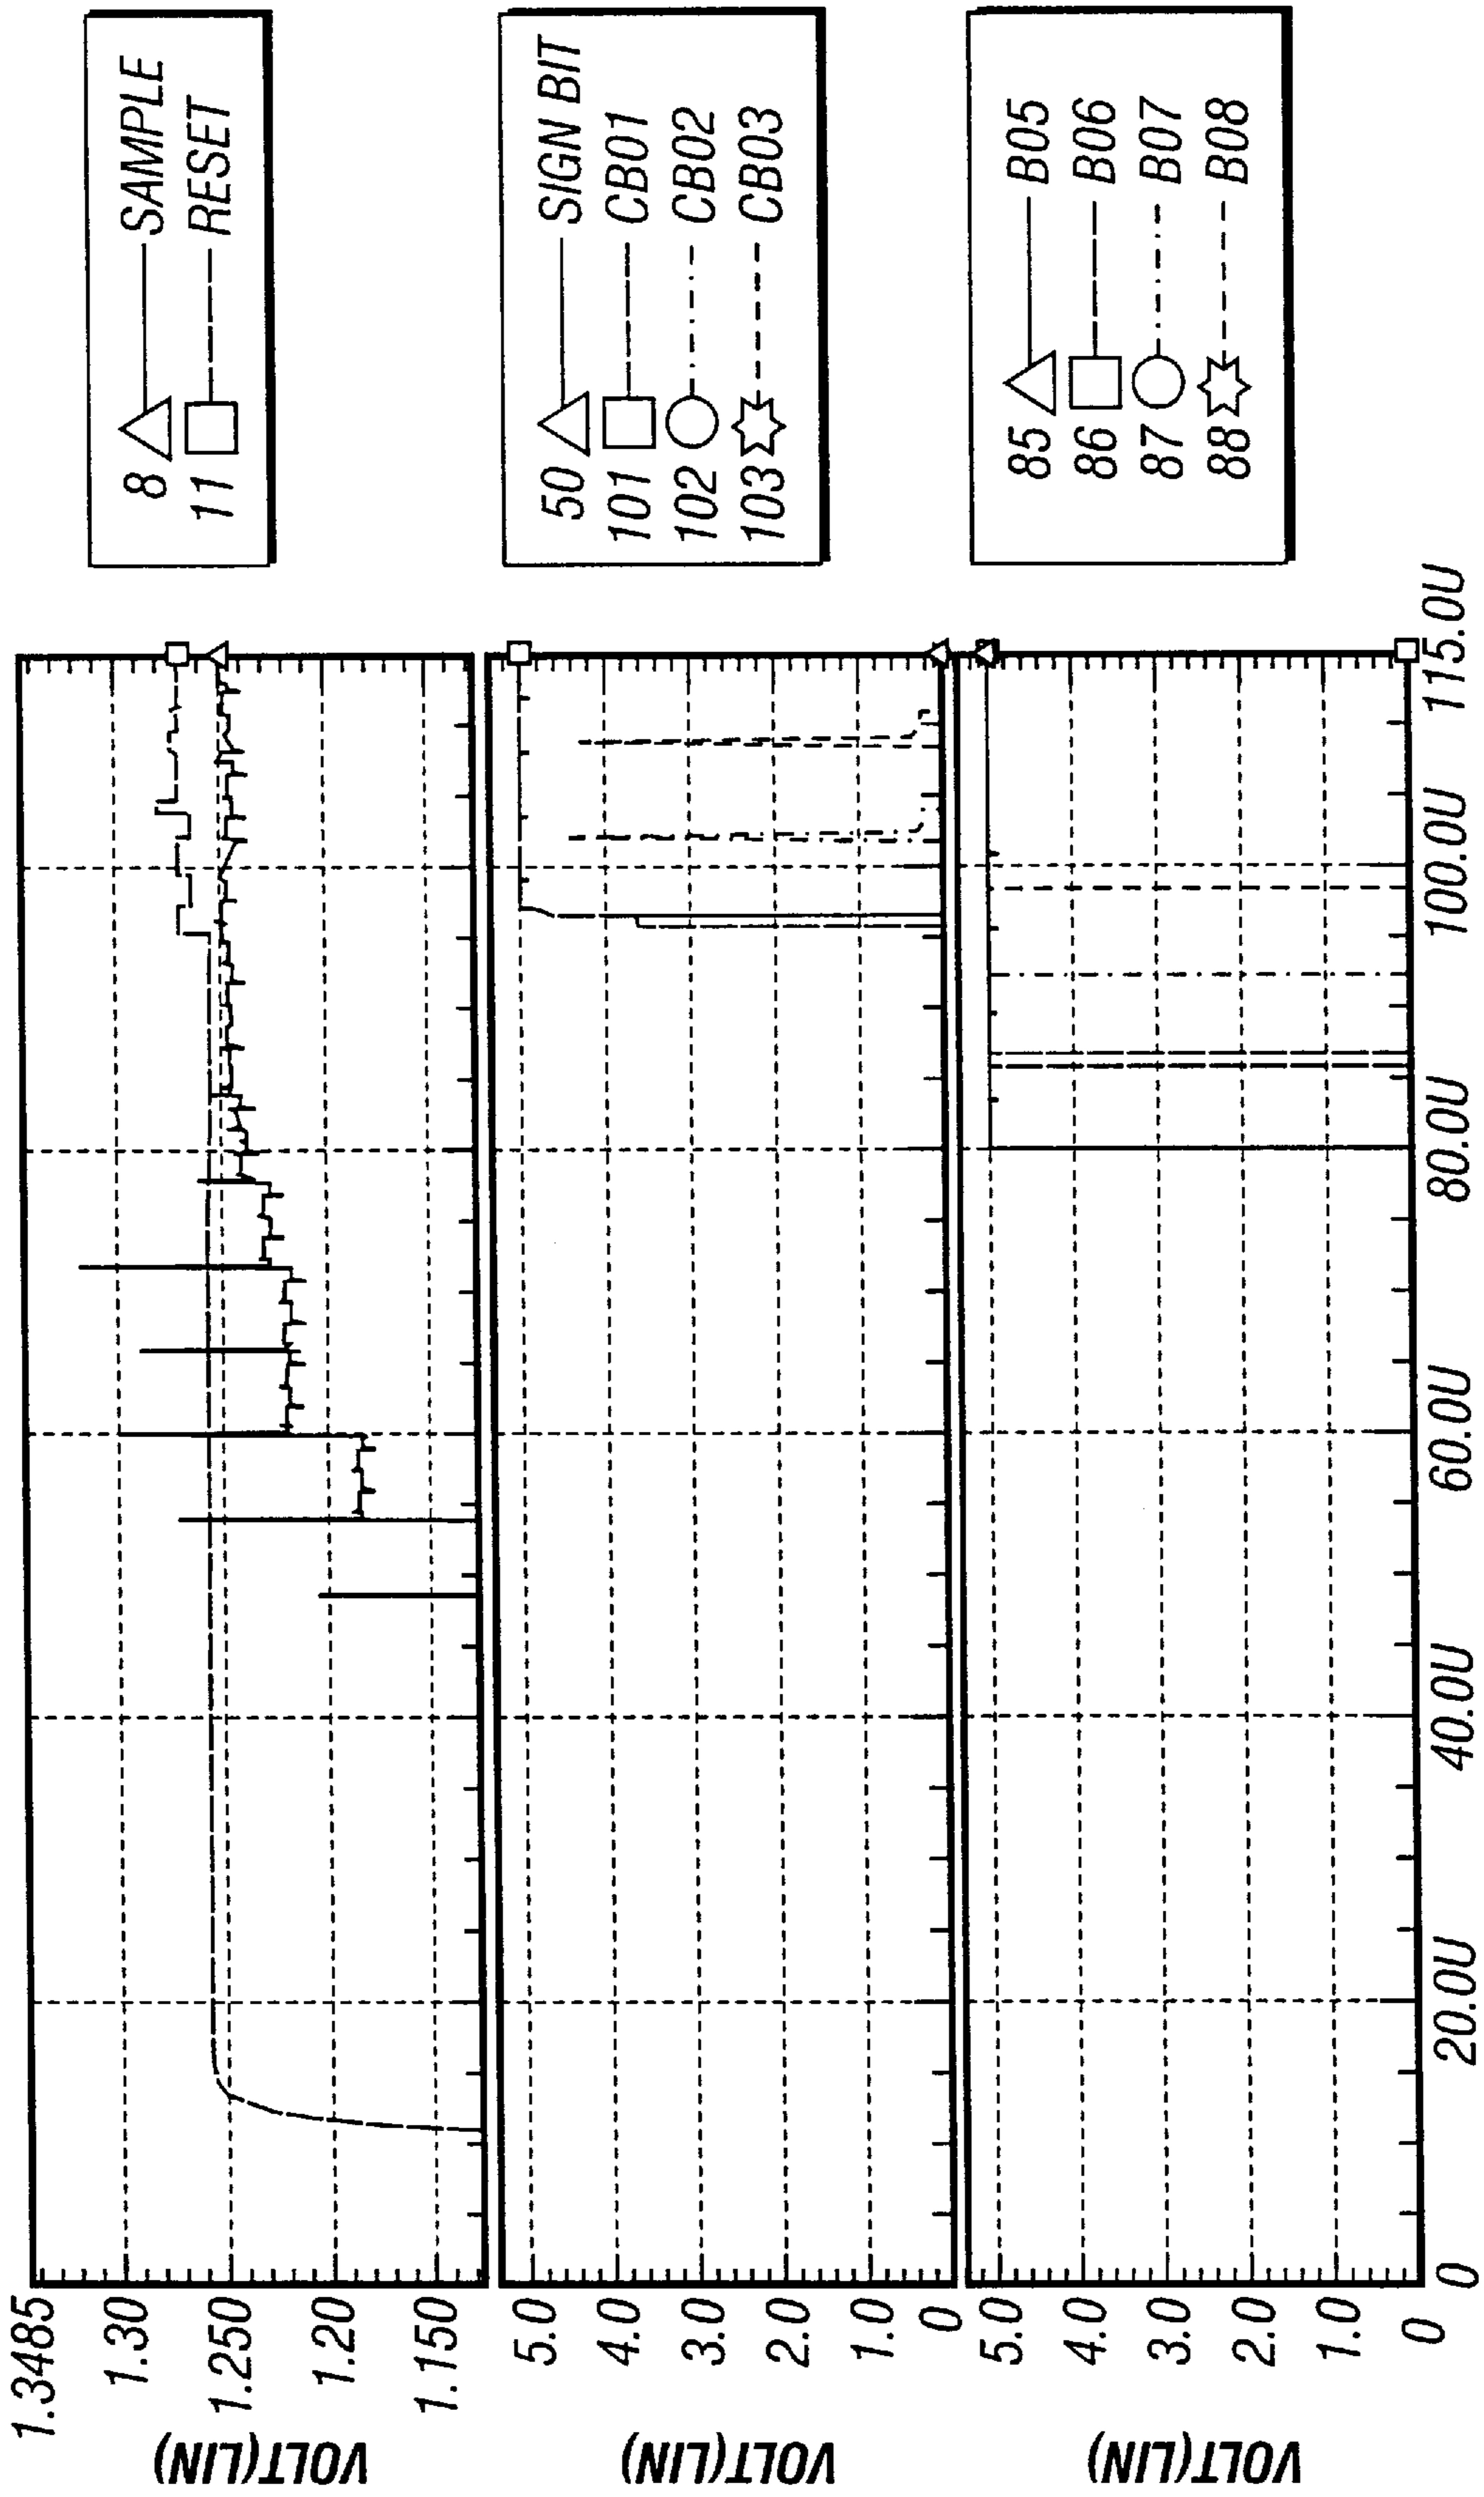 1.3485
1.30
1.250
1.20
1.150
VOLT(LIN)
8 SAMPLE
11 RESET
5.0
4.0
3.0
2.0
1.0
0
VOLT(LIN)
50 SIGN BIT
101 CB01
102 CB02
103 CB03
5.0
4.0
3.0
2.0
1.0
0
VOLT(LIN)
85 B05
86 B06
87 B07
88 B08
0 20.0U 40.0U 60.0U 80.0U 100.0U 115.0U